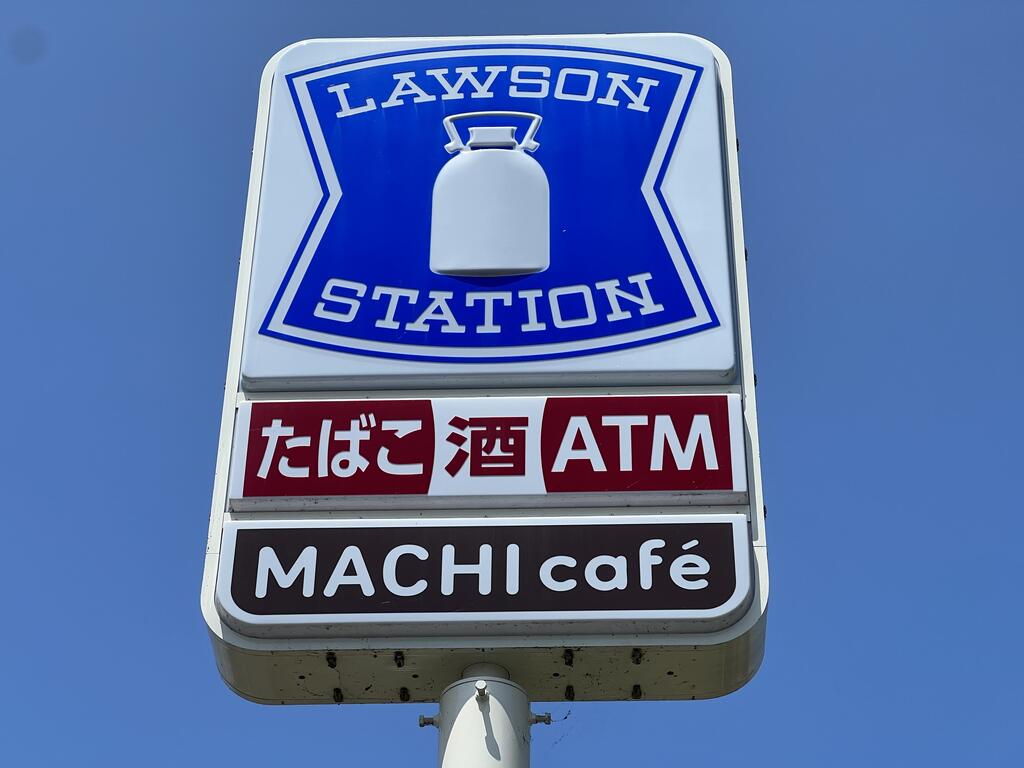 LAWSON
STATION
たばこ 酒 ATM
MACHI café